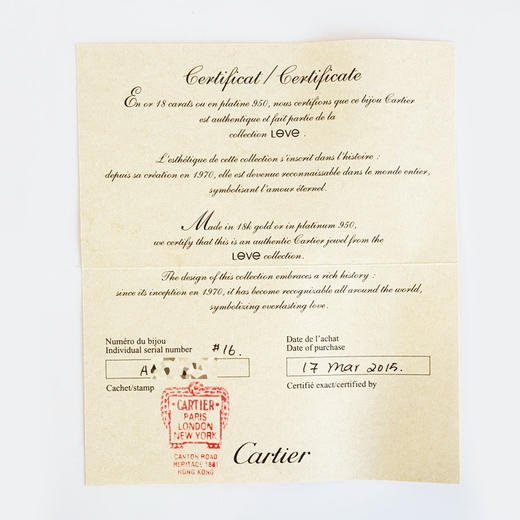 Certificat / Certificate
En or 18 carats ou en platine 950, nous certifions que ce bijou Cartier
est authentique et fait partie de la
collection LOVE .
L'esthétique de cette collection s'inscrit dans l'histoire :
depuis sa création en 1970, elle est devenue reconnaissable dans le monde entier,
symbolisant l'amour éternel.
Made in 18k gold or in platinum 950,
we certify that this is an authentic Cartier jewel from the
LOVE collection.
The design of this collection embraces a rich history :
since its inception in 1970, it has become recognizable all around the world,
symbolizing everlasting love.
Numéro du bijou
Individual serial number #16.
A
Cachet/stamp
Date de l'achat
Date of purchase
17 Mar 2015.
Certifié exact/certified by
CARTIER
PARIS
LONDON
NEW YORK
CANTON ROAD
HERITAGE 1881
HONG KONG
Cartier